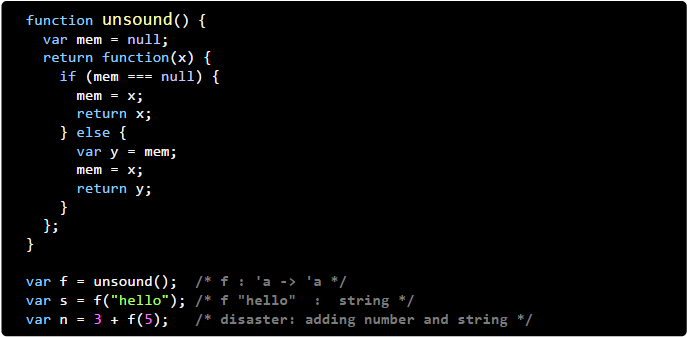 function unsound() {
  var mem = null;
  return function(x) {
    if (mem === null) {
      mem = x;
      return x;
    } else {
      var y = mem;
      mem = x;
      return y;
    }
  };
}

var f = unsound();  /* f : 'a -> 'a */
var s = f("hello"); /* f "hello"  :  string */
var n = 3 + f(5);   /* disaster: adding number and string */